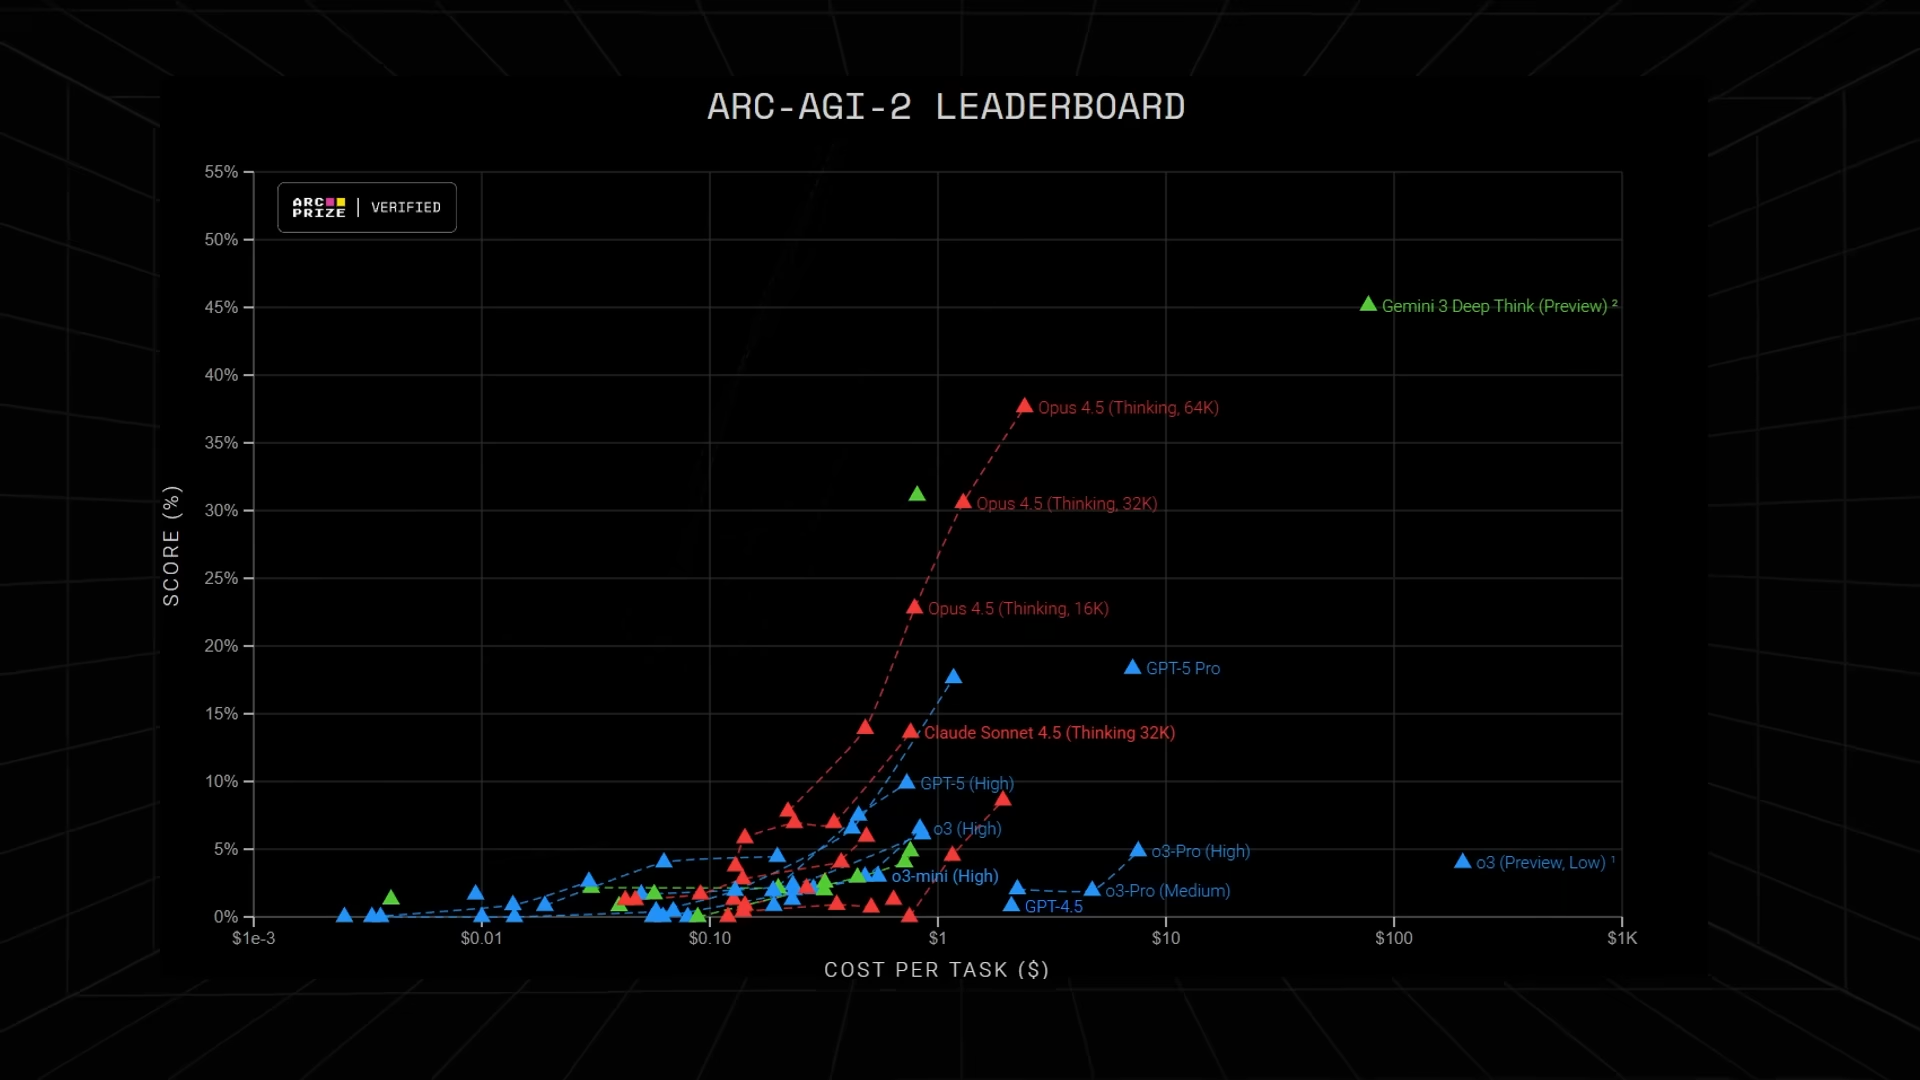 ARC-AGI-2 LEADERBOARD
ARC PRIZE | VERIFIED
55%
50%
45%
40%
35%
30%
25%
20%
15%
10%
5%
0%
SCORE (%)
Gemini 3 Deep Think (Preview) ²
Opus 4.5 (Thinking, 64K)
Opus 4.5 (Thinking, 32K)
Opus 4.5 (Thinking, 16K)
GPT-5 Pro
Claude Sonnet 4.5 (Thinking 32K)
GPT-5 (High)
o3 (High)
o3-Pro (High)
o3 (Preview, Low) ¹
o3-mini (High)
o3-Pro (Medium)
GPT-4.5
$1e-3
$0.01
$0.10
$1
$10
$100
$1K
COST PER TASK ($)